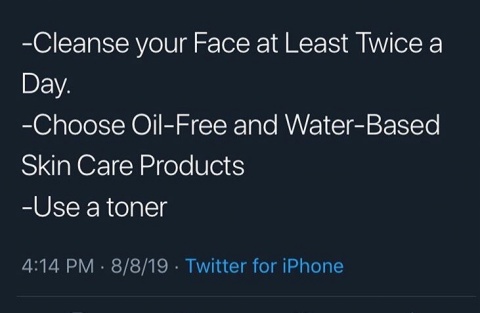 -Cleanse your Face at Least Twice a
Day.
-Choose Oil-Free and Water-Based
Skin Care Products
-Use a toner
4:14 PM · 8/8/19 · Twitter for iPhone